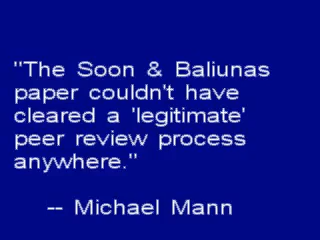 "The Soon & Baliunas
paper couldn't have
cleared a 'legitimate'
peer review process
anywhere."
-- Michael Mann